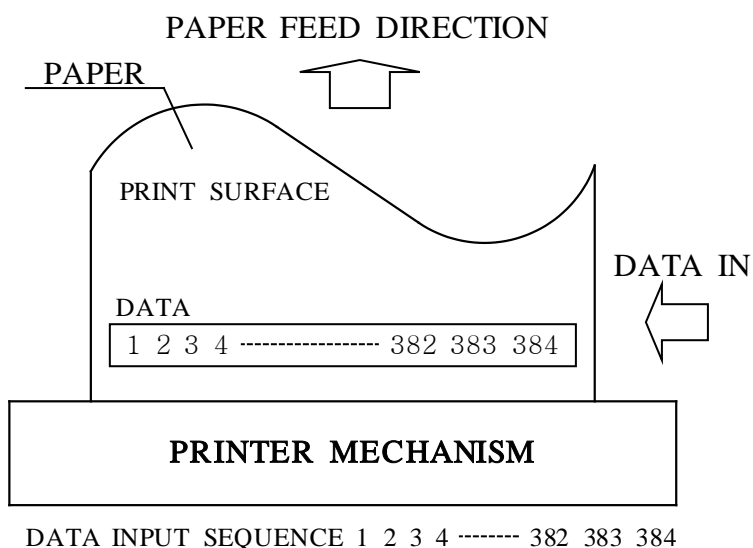 PAPER FEED DIRECTION
PAPER
PRINT SURFACE
DATA IN
DATA
1 2 3 4 ----------------- 382 383 384
PRINTER MECHANISM
DATA INPUT SEQUENCE 1 2 3 4 -------- 382 383 384